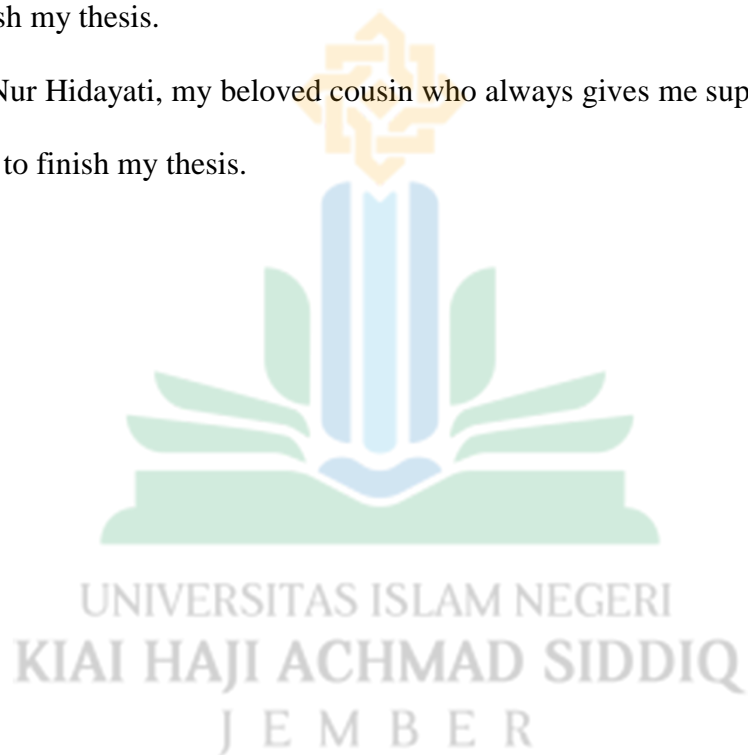 sh my thesis.
Nur Hidayati, my beloved cousin who always gives me sup
to finish my thesis.
UNIVERSITAS ISLAM NEGERI
KIAI HAJI ACHMAD SIDDIQ
JEMBER